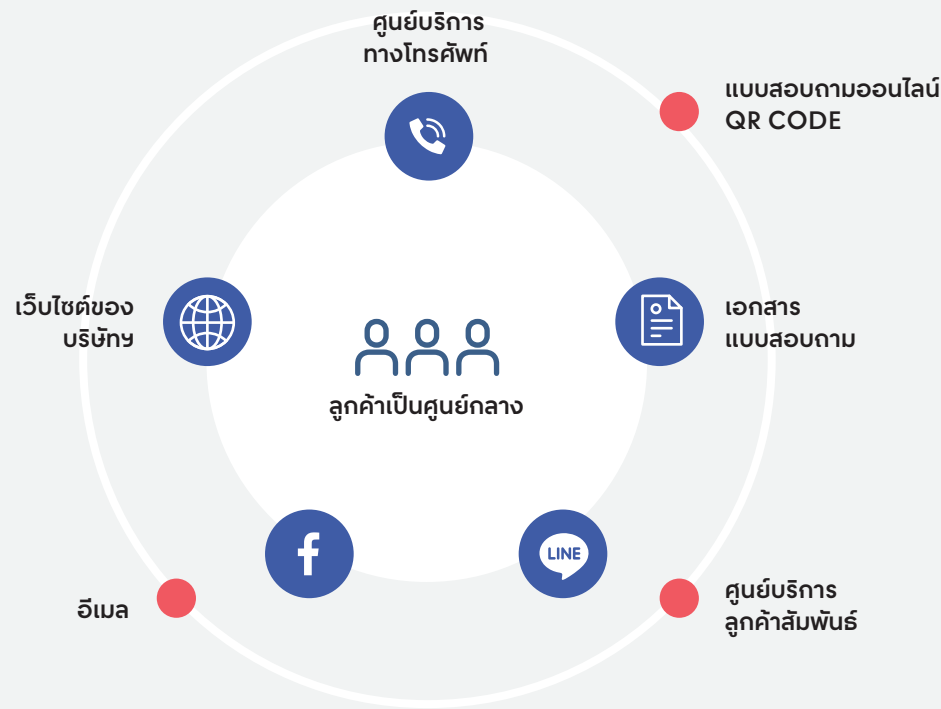 ศูนย์บริการ
ทางโทรศัพท์
แบบสอบถามออนไลน์
QR CODE
เว็บไซต์ของ
บริษัทฯ
เอกสาร
แบบสอบถาม
ลูกค้าเป็นศูนย์กลาง
f
LINE
อีเมล
ศูนย์บริการ
ลูกค้าสัมพันธ์